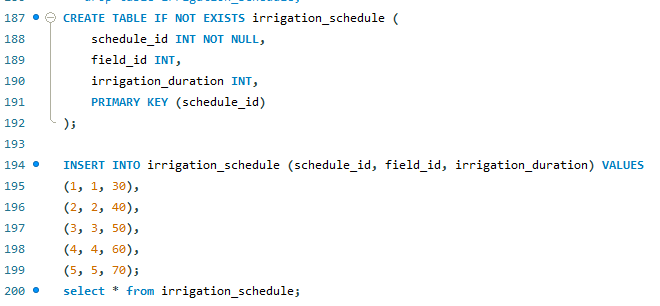 187 CREATE TABLE IF NOT EXISTS irrigation_schedule (
188 schedule_id INT NOT NULL,
189 field_id INT,
190 irrigation_duration INT,
191 PRIMARY KEY (schedule_id)
192 );
193
194 INSERT INTO irrigation_schedule (schedule_id, field_id, irrigation_duration) VALUES
195 (1, 1, 30),
196 (2, 2, 40),
197 (3, 3, 50),
198 (4, 4, 60),
199 (5, 5, 70);
200 select * from irrigation_schedule;